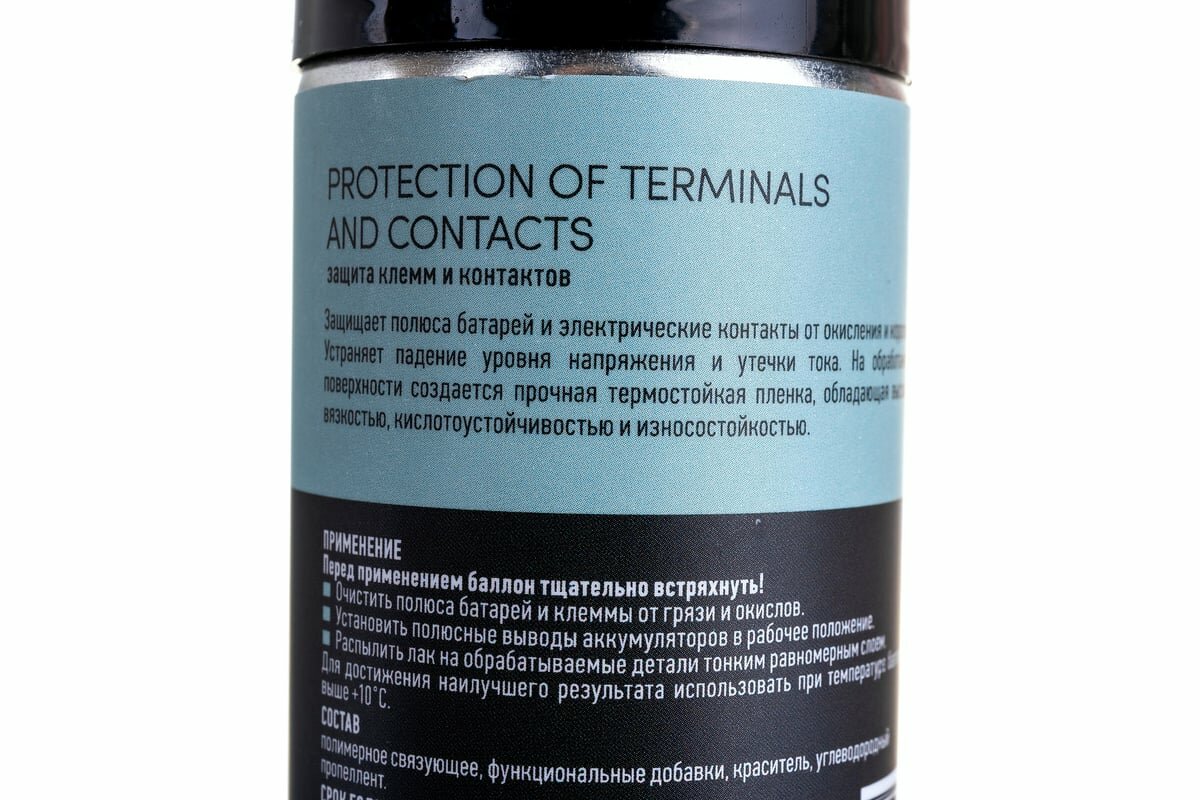 PROTECTION OF TERMINALS
AND CONTACTS
защита клемм и контактов
Защищает полюса батарей и электрические контакты от окисления и
Устраняет падение уровня напряжения и утечки тока. На
поверхности создается прочная термостойкая пленка, обладающая
вязкостью, кислотоустойчивостью и износостойкостью.
ПРИМЕНЕНИЕ
Перед применением баллон тщательно встряхнуть!
■ Очистить полюса батарей и клеммы от грязи и окислов.
■ Установить полюсные выводы аккумуляторов в рабочее положение.
■ Распылить лак на обрабатываемые детали тонким равномерным слоем.
Для достижения наилучшего результата использовать при температуре
выше +10°C.
СОСТАВ
полимерное связующее, функциональные добавки, краситель, углеводородный
пропеллент.